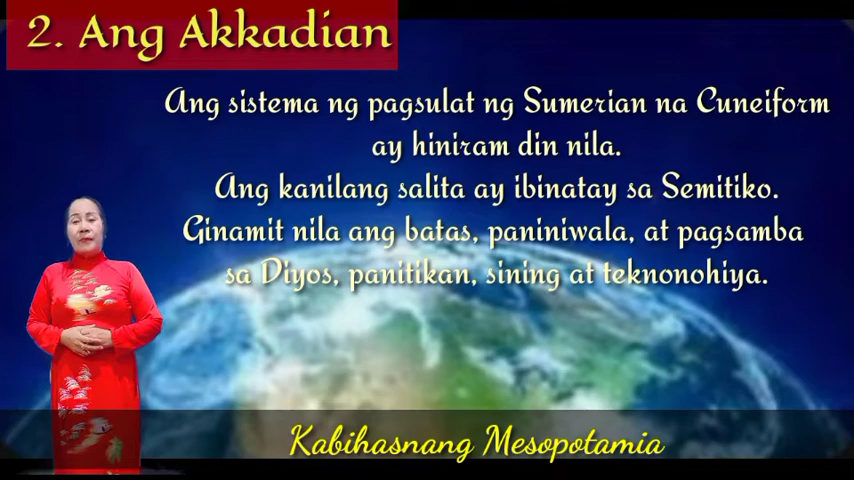 2. Ang Akkadian
Ang sistema ng pagsulat ng Sumerian na Cuneiform
ay hiniram din nila.
Ang kanilang salita ay ibinatay sa Semitiko.
Ginamit nila ang batas, paniniwala, at pagsamba
sa Diyos, panitikan, sining at teknonohiya.
Kabihasnang Mesopotamia